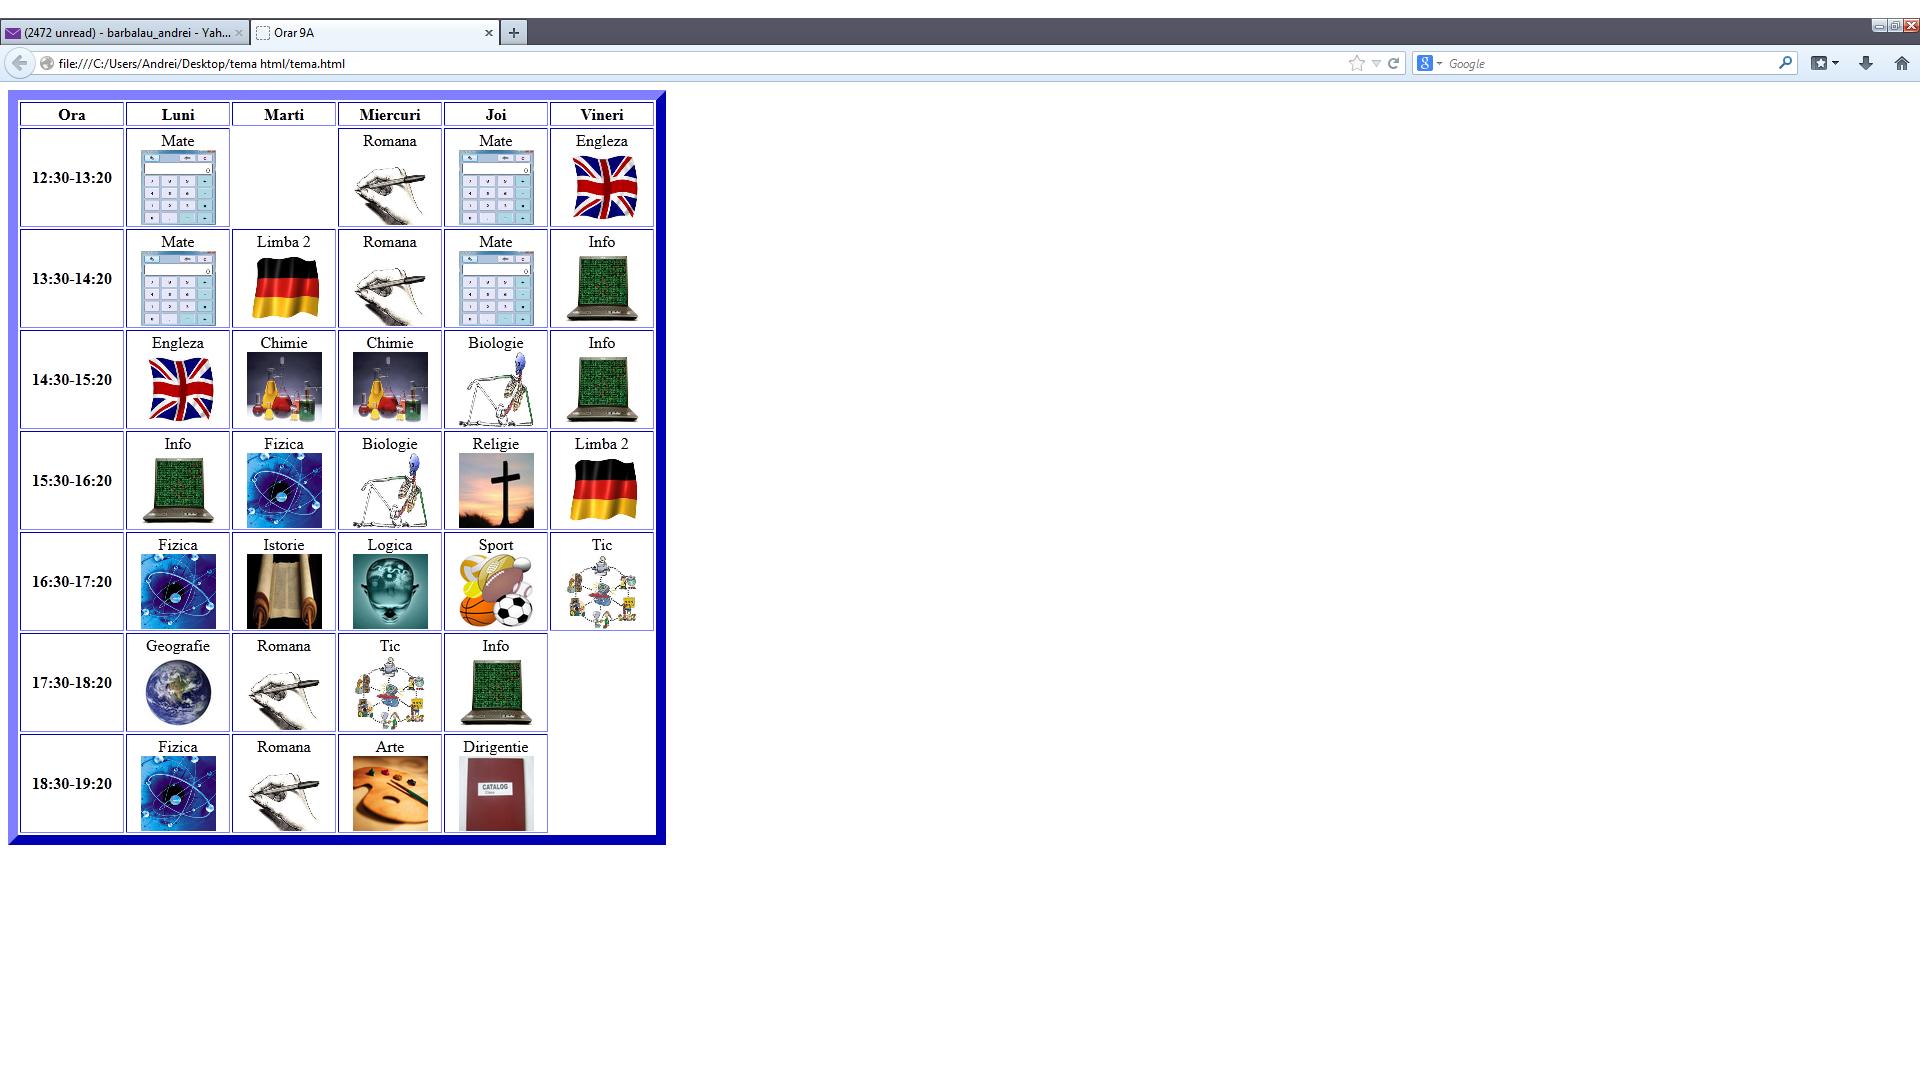 (2472 unread) - barbalau_andrei - Yah...
Orar 9A
file:///C:/Users/Andrei/Desktop/tema html/tema.html
Google
Ora Luni Marti Miercuri Joi Vineri
12:30-13:20 Mate Romana Mate Engleza
13:30-14:20 Mate Limba 2 Romana Mate Info
14:30-15:20 Engleza Chimie Chimie Biologie Info
15:30-16:20 Info Fizica Biologie Religie Limba 2
16:30-17:20 Fizica Istorie Logica Sport Tic
17:30-18:20 Geografie Romana Tic Info
18:30-19:20 Fizica Romana Arte Dirigentie
CATALOG